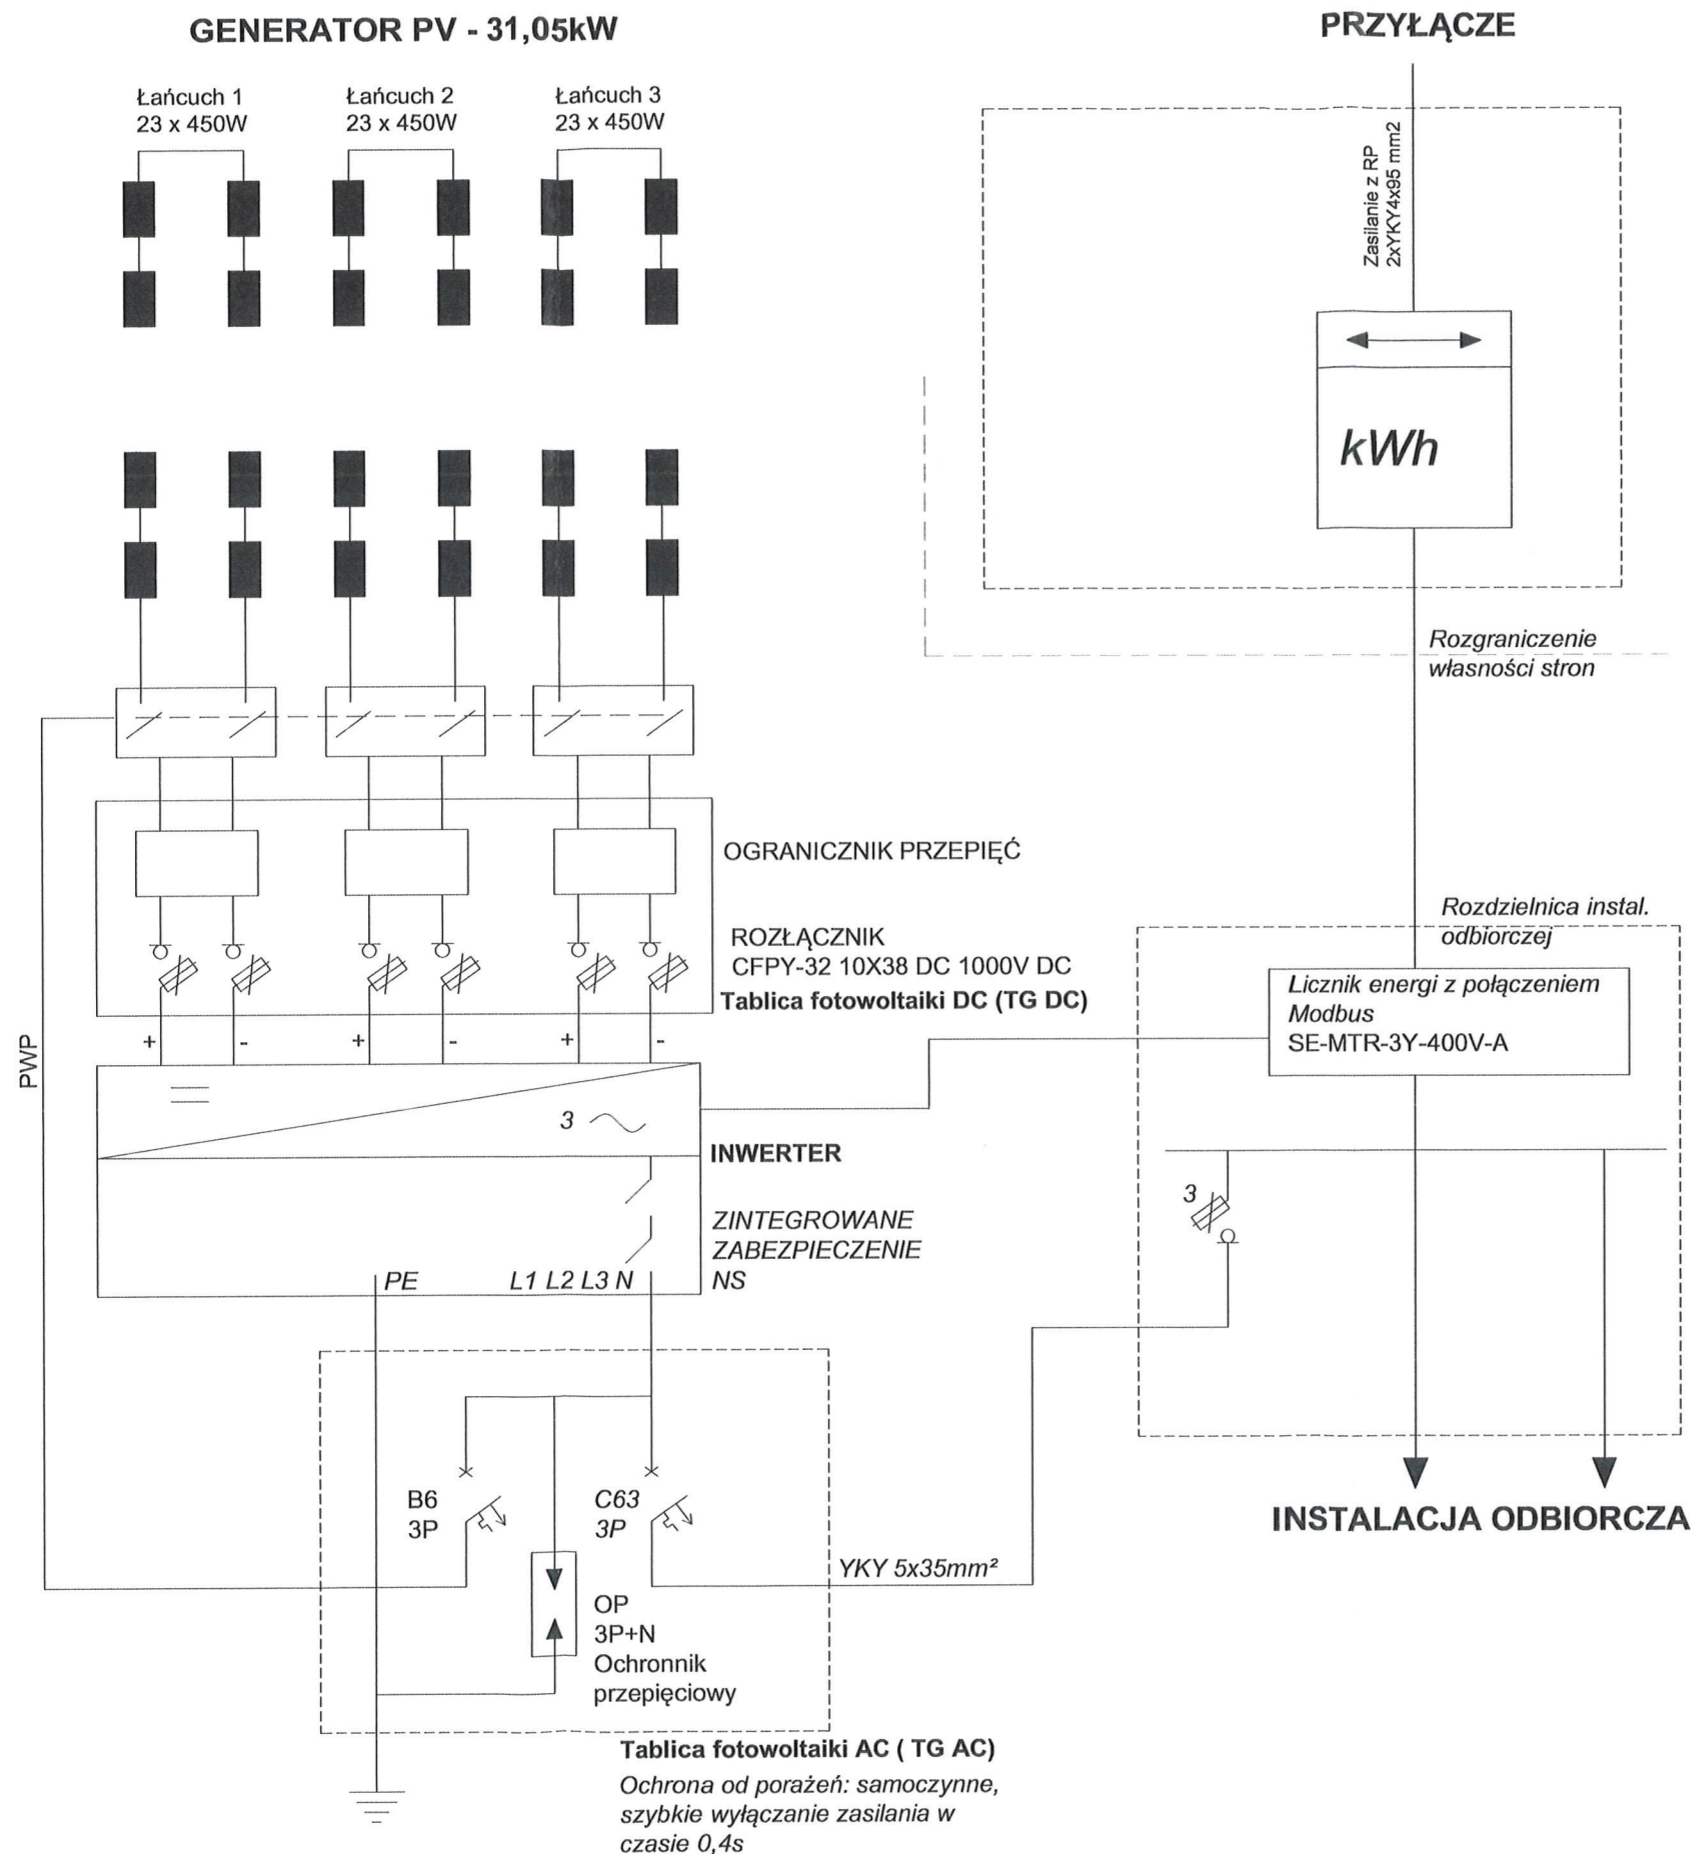 GENERATOR PV - 31,05kW
PRZYŁĄCZE
Łańcuch 1
23 x 450W
Łańcuch 2
23 x 450W
Łańcuch 3
23 x 450W
Zasilanie z RP
2xYKY4x95 mm2
kWh
Rozgraniczenie
własności stron
OGRANICZNIK PRZEPIĘĆ
ROZŁĄCZNIK
CFPY-32 10X38 DC 1000V DC
Tablica fotowoltaiki DC (TG DC)
Rozdzielnica instal.
odbiorczej
Licznik energi z połączeniem
Modbus
SE-MTR-3Y-400V-A
PWP
+ - + - + -
3
INWERTER
ZINTEGROWANE
ZABEZPIECZENIE
NS
PE
L1 L2 L3 N
3
B6
3P
C63
3P
YKY 5x35mm²
INSTALACJA ODBIORCZA
OP
3P+N
Ochronnik
przepięciowy
Tablica fotowoltaiki AC ( TG AC)
Ochrona od porażeń: samoczynne,
szybkie wyłączanie zasilania w
czasie 0,4s